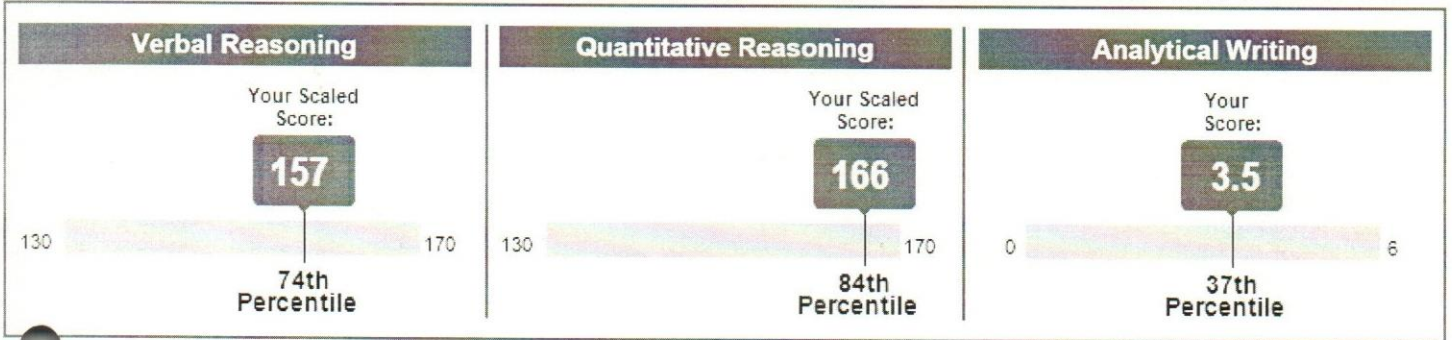 Verbal Reasoning
Your Scaled
Score:
157
130
170
74th
Percentile
Quantitative Reasoning
Your Scaled
Score:
166
130
170
84th
Percentile
Analytical Writing
Your
Score:
3.5
0
6
37th
Percentile